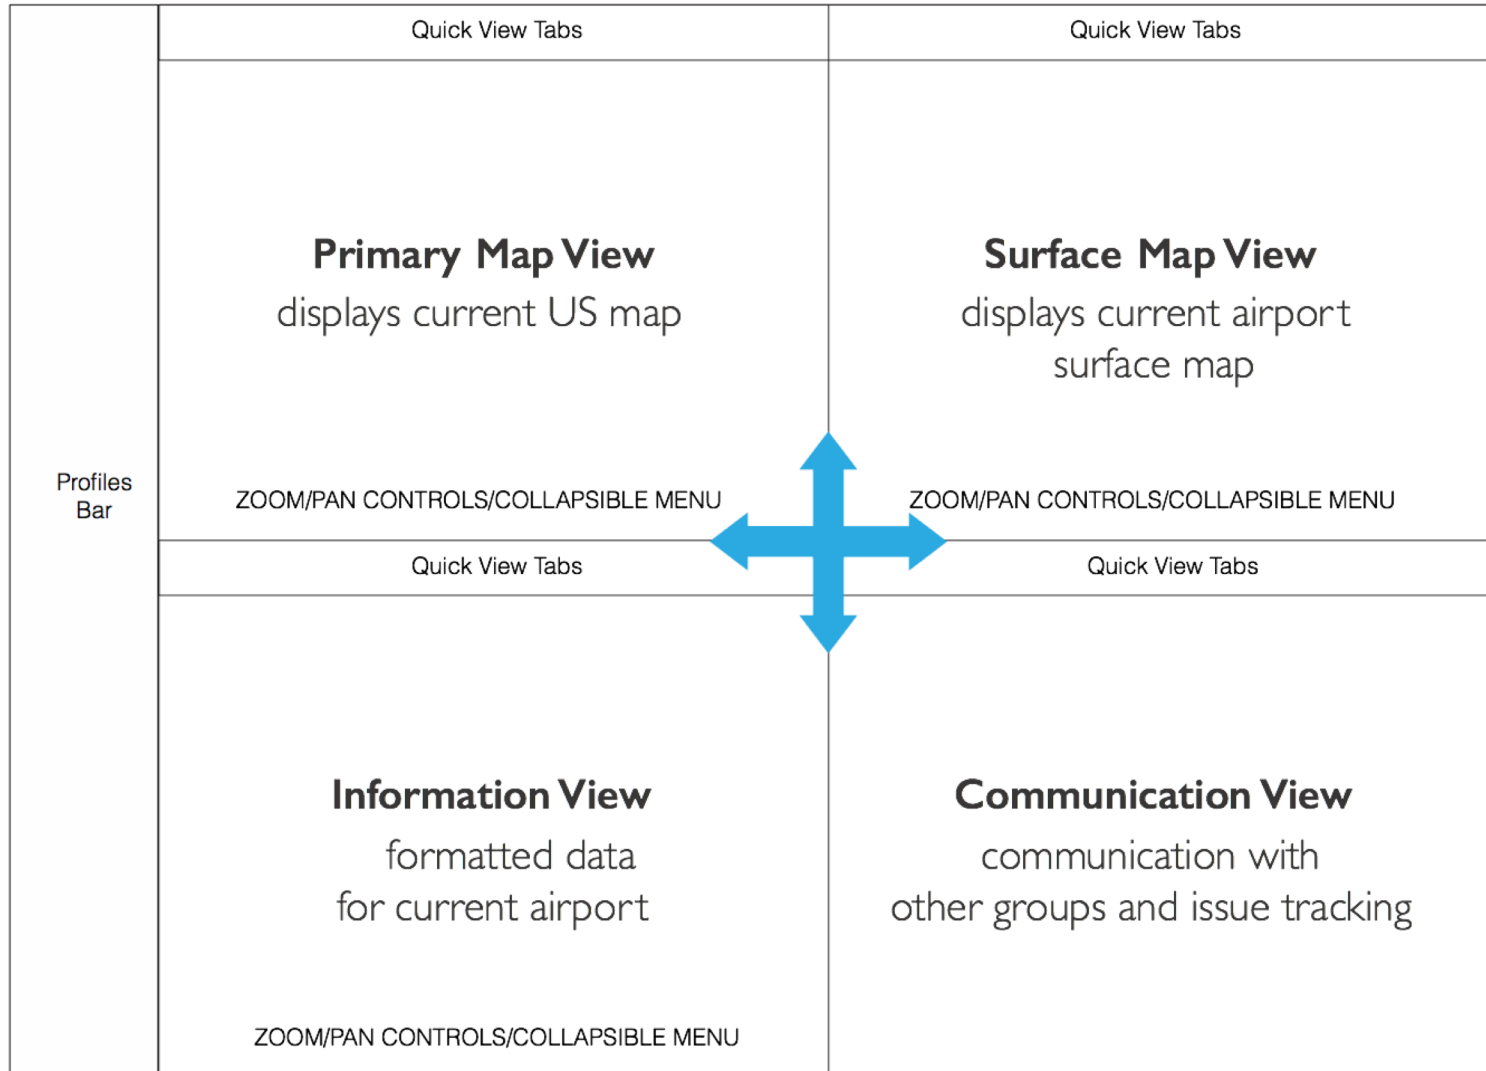 Quick View Tabs
Quick View Tabs
Primary Map View
displays current US map
Surface Map View
displays current airport
surface map
Profiles
Bar
ZOOM/PAN CONTROLS/COLLAPSIBLE MENU
ZOOM/PAN CONTROLS/COLLAPSIBLE MENU
Quick View Tabs
Quick View Tabs
Information View
formatted data
for current airport
Communication View
communication with
other groups and issue tracking
ZOOM/PAN CONTROLS/COLLAPSIBLE MENU